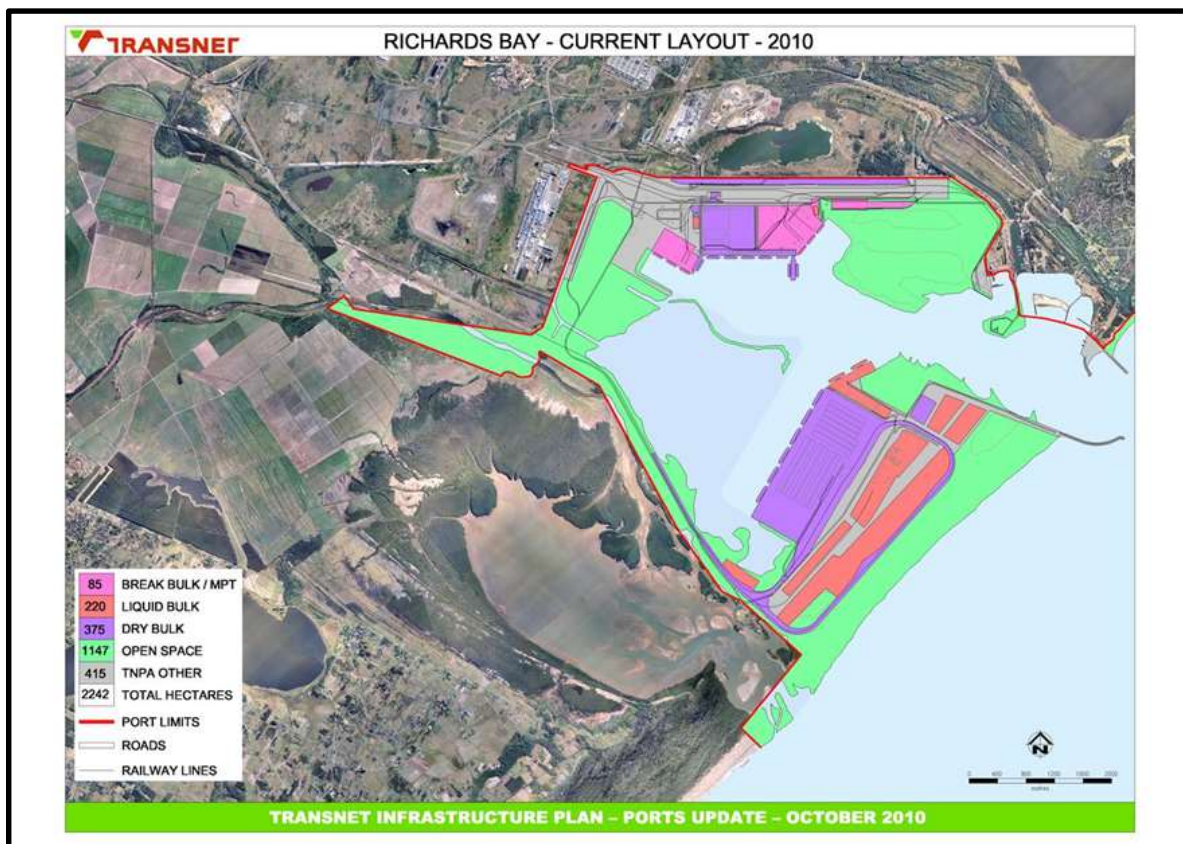 TRANSNET
RICHARDS BAY - CURRENT LAYOUT - 2010
85 BREAK BULK / MPT
220 LIQUID BULK
375 DRY BULK
1147 OPEN SPACE
415 TNPA OTHER
2242 TOTAL HECTARES
PORT LIMITS
ROADS
RAILWAY LINES
N
TRANSNET INFRASTRUCTURE PLAN – PORTS UPDATE – OCTOBER 2010